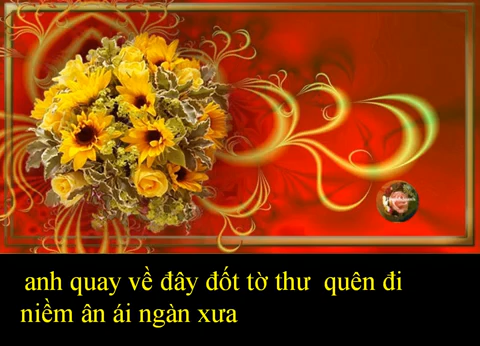 anh quay về đây đốt tờ thư quên đi
niềm ân ái ngàn xưa